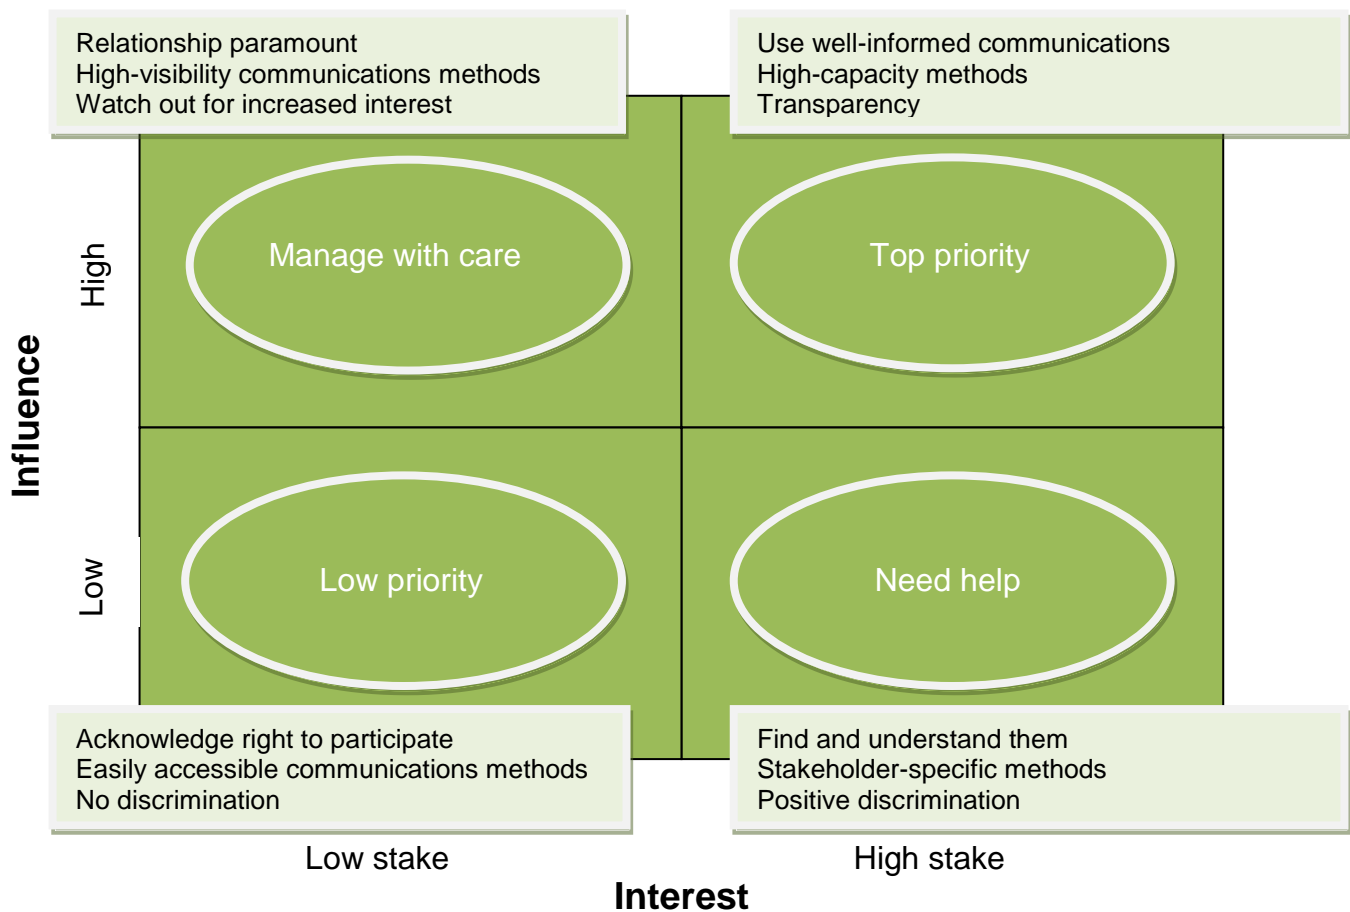 Relationship paramount
High-visibility communications methods
Watch out for increased interest
Use well-informed communications
High-capacity methods
Transparency
Influence
High
Manage with care
Top priority
Low
Low priority
Need help
Acknowledge right to participate
Easily accessible communications methods
No discrimination
Find and understand them
Stakeholder-specific methods
Positive discrimination
Low stake
High stake
Interest